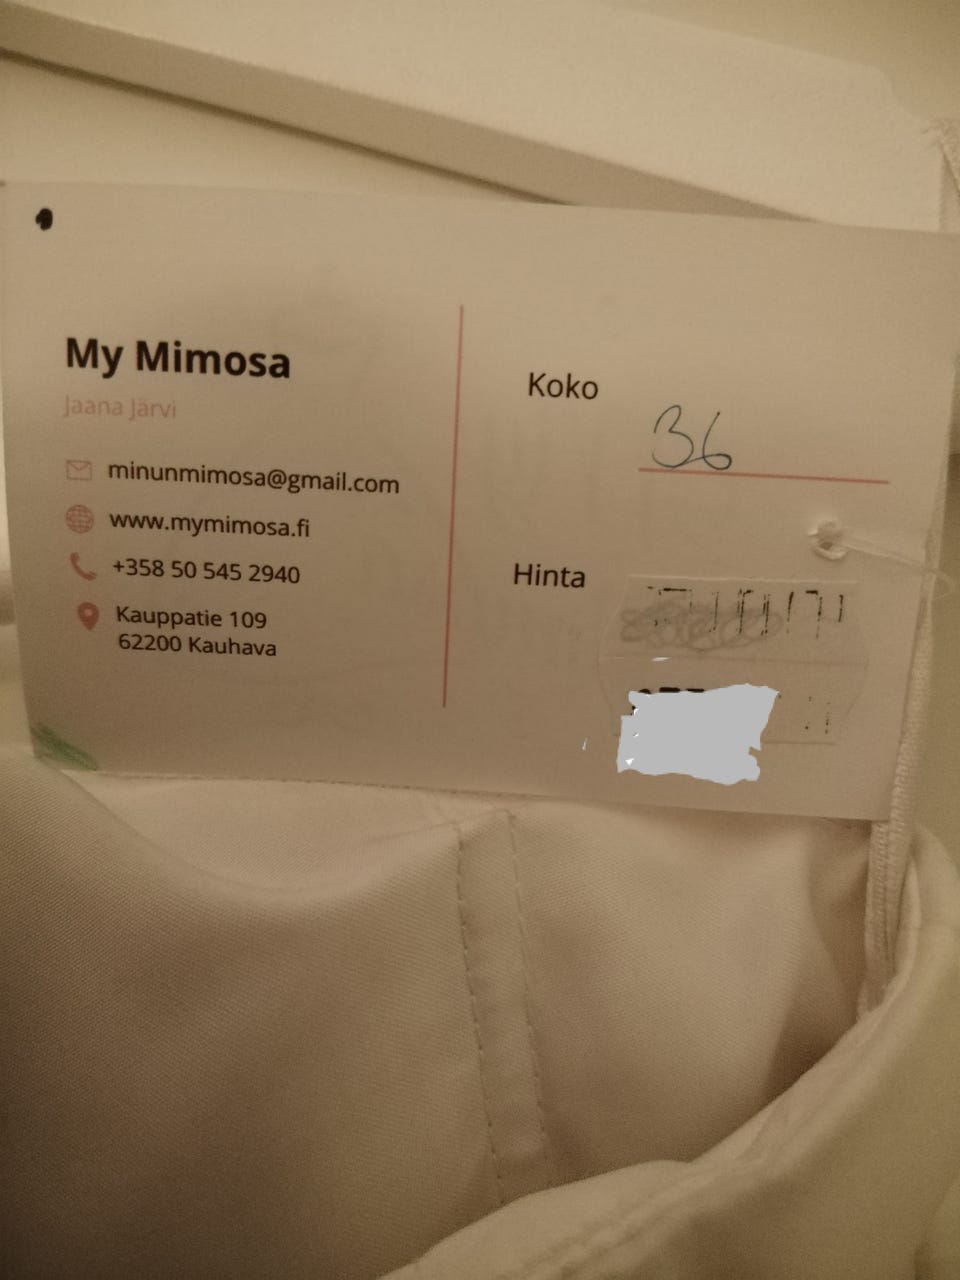 My Mimosa
Jaana Järvi
minunmimosa@gmail.com
www.mymimosa.fi
+358 50 545 2940
Kauppatie 109
62200 Kauhava
Koko
36
Hinta